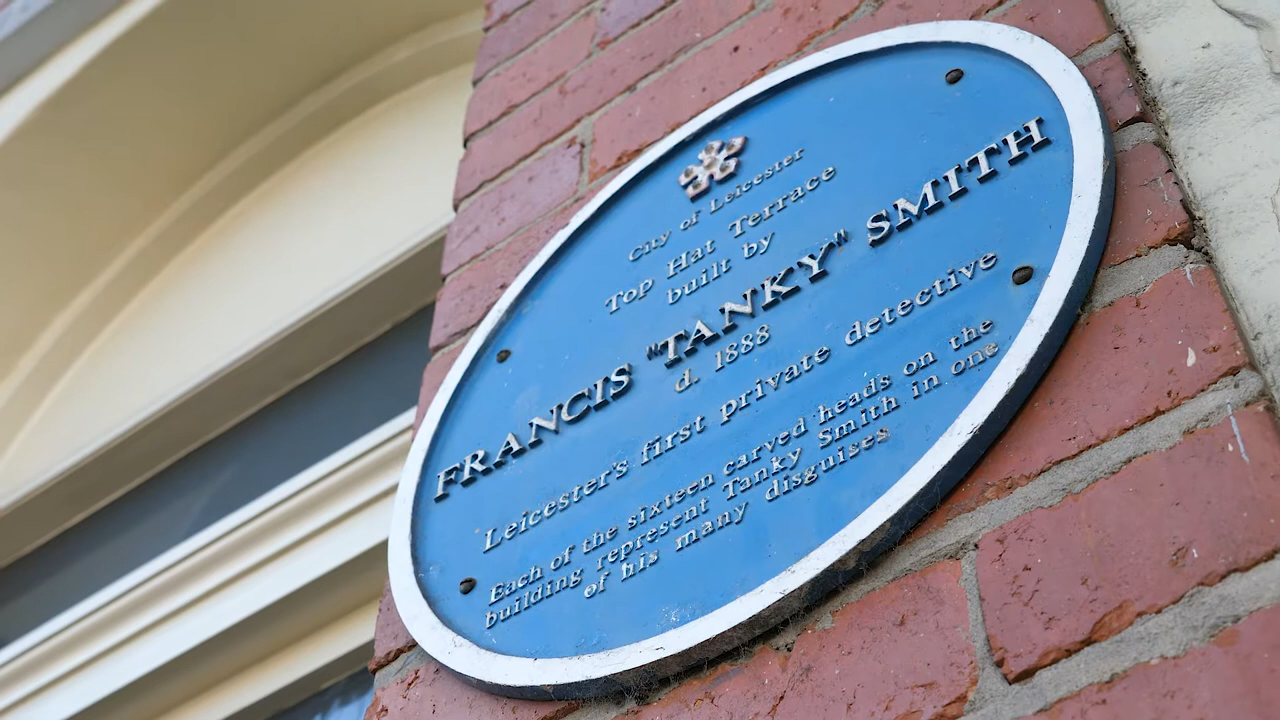 City of Leicester
Top Hat Terrace
built by
FRANCIS "TANKY" SMITH
d. 1888
Leicester's first private detective
Each of the sixteen carved heads on the
building represent Tanky Smith in one
of his many disguises